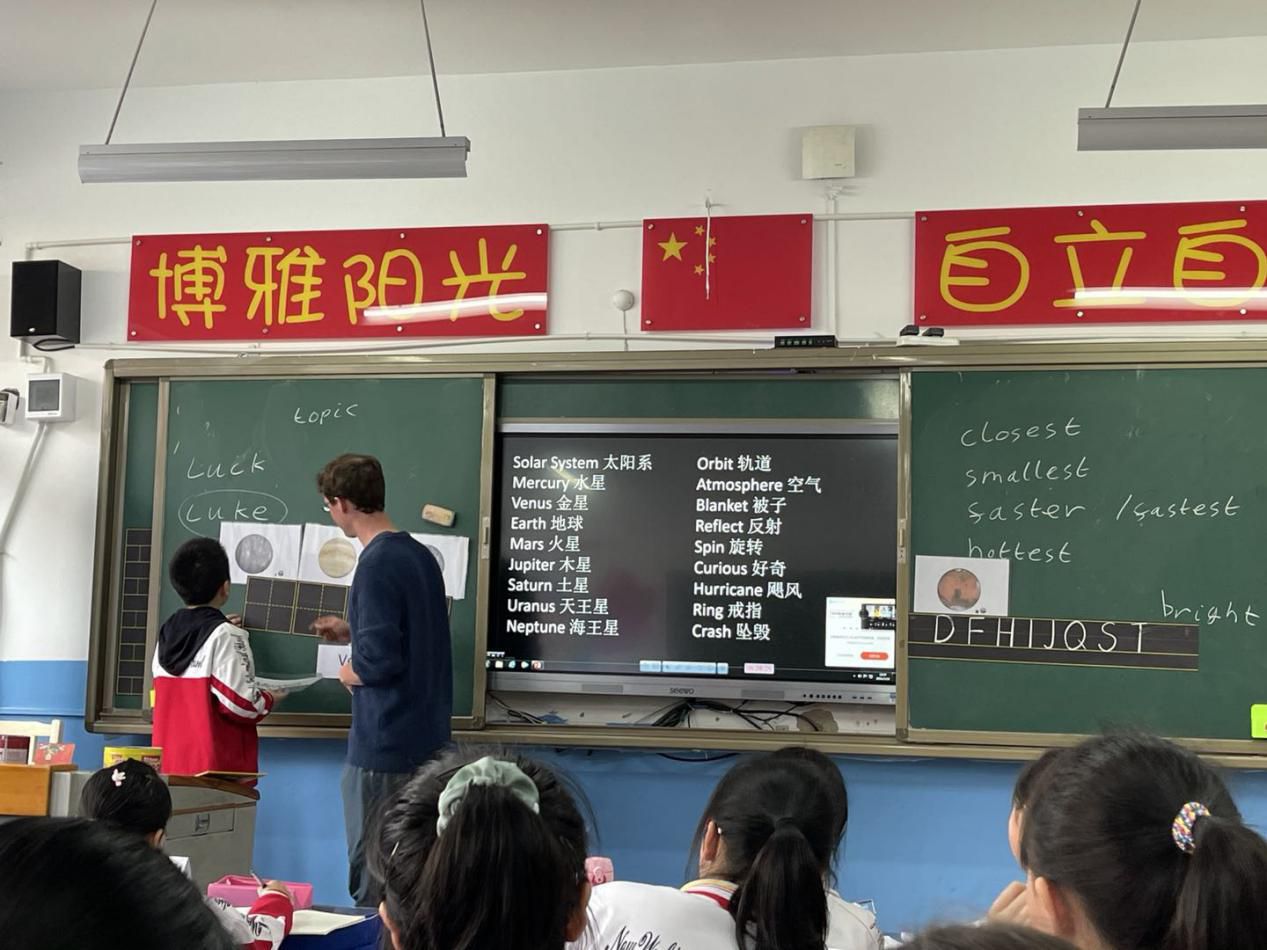 博雅阳光
自立自
topic
Luck
Luke
Solar System 太阳系
Mercury 水星
Venus 金星
Earth 地球
Mars 火星
Jupiter 木星
Saturn 土星
Uranus 天王星
Neptune 海王星
Orbit 轨道
Atmosphere 空气
Blanket 被子
Reflect 反射
Spin 旋转
Curious 好奇
Hurricane 飓风
Ring 戒指
Crash 坠毁
seewo
closest
smallest
faster / fastest
hottest
bright
DFHIJQST